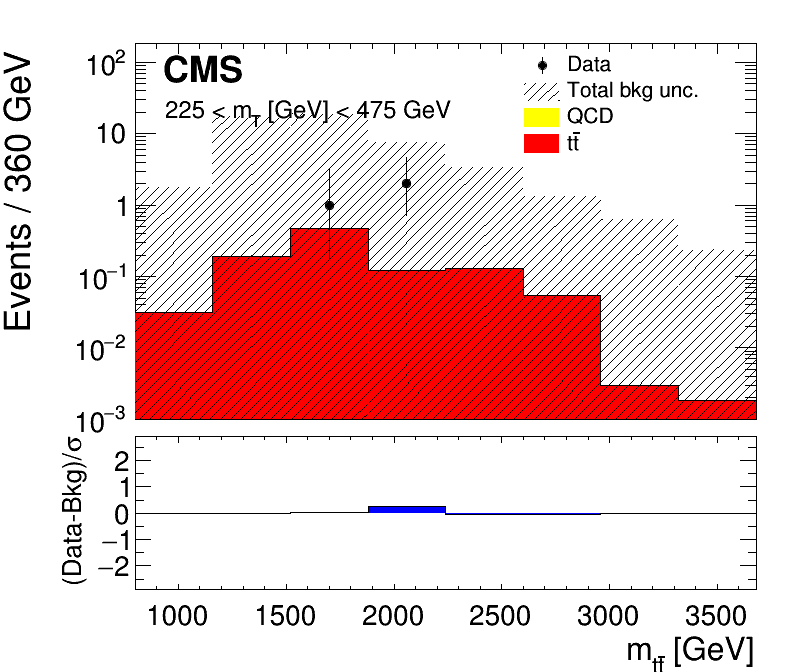 CMS
225 < m_T [GeV] < 475 GeV
Data
Total bkg unc.
QCD
tt̄
Events / 360 GeV
10²
10
1
10⁻¹
10⁻²
10⁻³
(Data-Bkg)/σ
2
1
0
−1
−2
1000 1500 2000 2500 3000 3500
m_tt̄ [GeV]